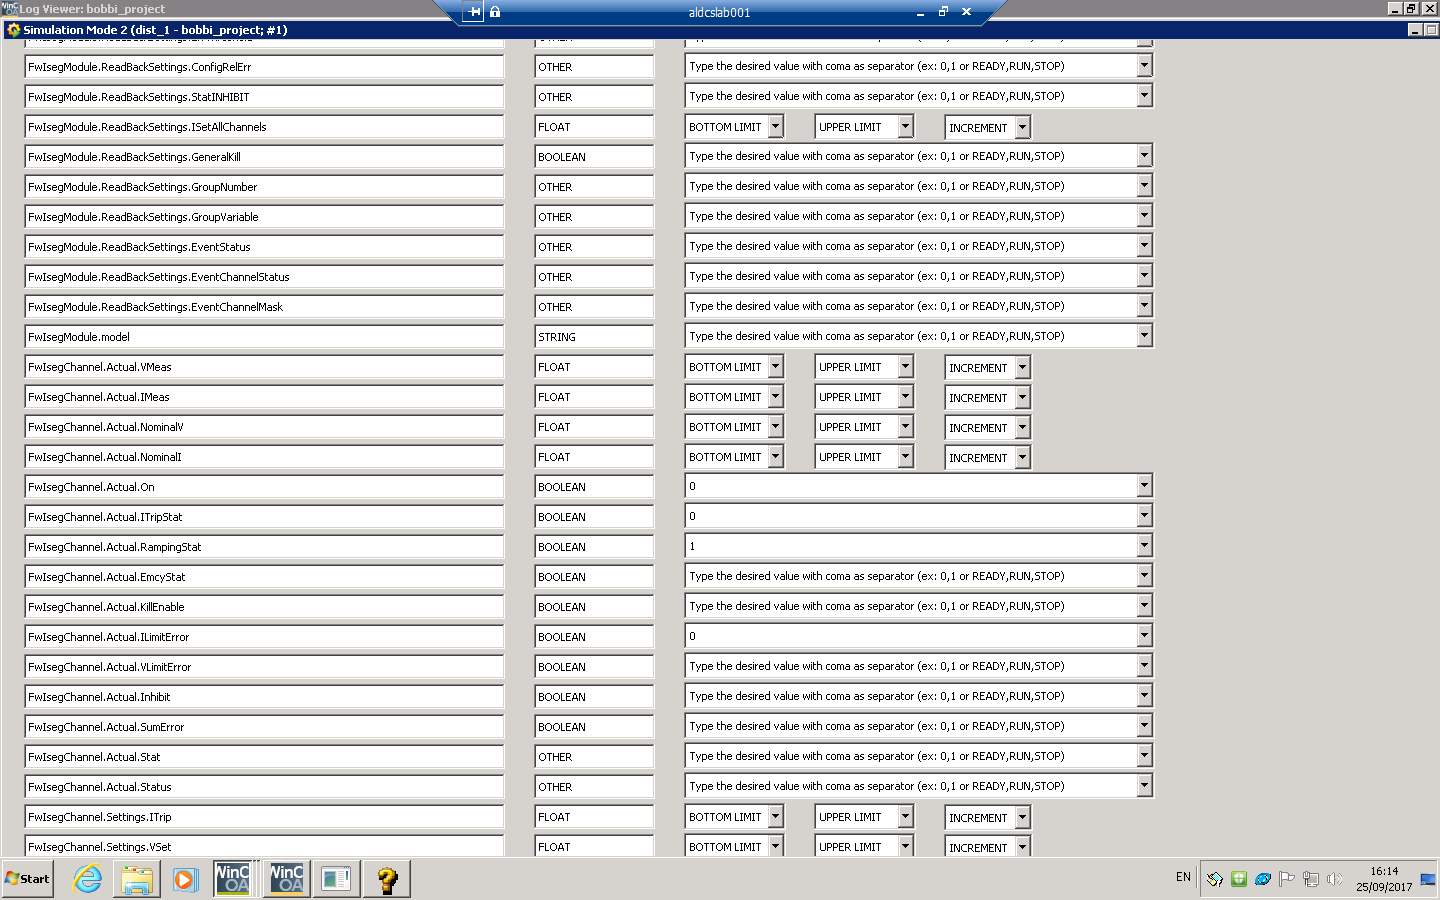 Log Viewer: bobbi_project
aldcslab001
Simulation Mode 2 (dist_1 - bobbi_project; #1)
FwIsegModule.ReadBackSettings.ConfigRelErr OTHER Type the desired value with coma as separator (ex: 0,1 or READY,RUN,STOP)
FwIsegModule.ReadBackSettings.StatINHIBIT OTHER Type the desired value with coma as separator (ex: 0,1 or READY,RUN,STOP)
FwIsegModule.ReadBackSettings.ISetAllChannels FLOAT BOTTOM LIMIT UPPER LIMIT INCREMENT
FwIsegModule.ReadBackSettings.GeneralKill BOOLEAN Type the desired value with coma as separator (ex: 0,1 or READY,RUN,STOP)
FwIsegModule.ReadBackSettings.GroupNumber OTHER Type the desired value with coma as separator (ex: 0,1 or READY,RUN,STOP)
FwIsegModule.ReadBackSettings.GroupVariable OTHER Type the desired value with coma as separator (ex: 0,1 or READY,RUN,STOP)
FwIsegModule.ReadBackSettings.EventStatus OTHER Type the desired value with coma as separator (ex: 0,1 or READY,RUN,STOP)
FwIsegModule.ReadBackSettings.EventChannelStatus OTHER Type the desired value with coma as separator (ex: 0,1 or READY,RUN,STOP)
FwIsegModule.ReadBackSettings.EventChannelMask OTHER Type the desired value with coma as separator (ex: 0,1 or READY,RUN,STOP)
FwIsegModule.model STRING Type the desired value with coma as separator (ex: 0,1 or READY,RUN,STOP)
FwIsegChannel.Actual.VMeas FLOAT BOTTOM LIMIT UPPER LIMIT INCREMENT
FwIsegChannel.Actual.IMeas FLOAT BOTTOM LIMIT UPPER LIMIT INCREMENT
FwIsegChannel.Actual.NominalV FLOAT BOTTOM LIMIT UPPER LIMIT INCREMENT
FwIsegChannel.Actual.NominalI FLOAT BOTTOM LIMIT UPPER LIMIT INCREMENT
FwIsegChannel.Actual.On BOOLEAN 0
FwIsegChannel.Actual.ITripStat BOOLEAN 0
FwIsegChannel.Actual.RampingStat BOOLEAN 1
FwIsegChannel.Actual.EmcyStat BOOLEAN Type the desired value with coma as separator (ex: 0,1 or READY,RUN,STOP)
FwIsegChannel.Actual.KillEnable BOOLEAN Type the desired value with coma as separator (ex: 0,1 or READY,RUN,STOP)
FwIsegChannel.Actual.ILimitError BOOLEAN 0
FwIsegChannel.Actual.VLimitError BOOLEAN Type the desired value with coma as separator (ex: 0,1 or READY,RUN,STOP)
FwIsegChannel.Actual.Inhibit BOOLEAN Type the desired value with coma as separator (ex: 0,1 or READY,RUN,STOP)
FwIsegChannel.Actual.SumError BOOLEAN Type the desired value with coma as separator (ex: 0,1 or READY,RUN,STOP)
FwIsegChannel.Actual.Stat OTHER Type the desired value with coma as separator (ex: 0,1 or READY,RUN,STOP)
FwIsegChannel.Actual.Status OTHER Type the desired value with coma as separator (ex: 0,1 or READY,RUN,STOP)
FwIsegChannel.Settings.ITrip FLOAT BOTTOM LIMIT UPPER LIMIT INCREMENT
FwIsegChannel.Settings.VSet FLOAT BOTTOM LIMIT UPPER LIMIT INCREMENT
Start WinCC OA WinCC OA EN 16:14
25/09/2017